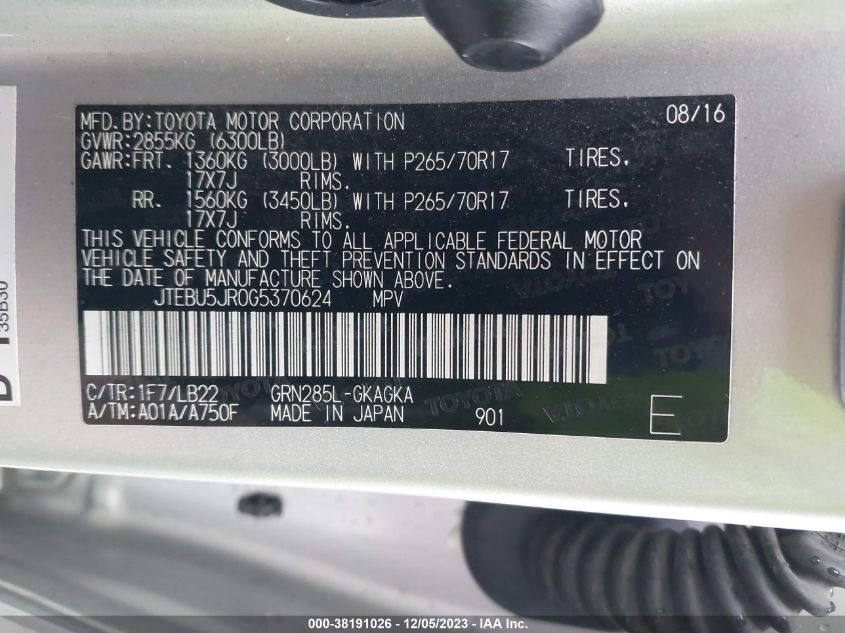 MFD. BY: TOYOTA MOTOR CORPORATION 08/16
GVWR: 2855KG (6300LB)
GAWR: FRT. 1360KG (3000LB) WITH P265/70R17 TIRES,
17X7J RIMS.
RR. 1560KG (3450LB) WITH P265/70R17 TIRES,
17X7J RIMS.
THIS VEHICLE CONFORMS TO ALL APPLICABLE FEDERAL MOTOR
VEHICLE SAFETY AND THEFT PREVENTION STANDARDS IN EFFECT ON
THE DATE OF MANUFACTURE SHOWN ABOVE.
JTEBU5JR0G5370624 MPV
C/TR: 1F7/LB22 GRN285L-GKAGKA
A/TM: A01A/A750F MADE IN JAPAN 901 E
TOYOTA
35B30
000-38191026 - 12/05/2023 - IAA Inc.